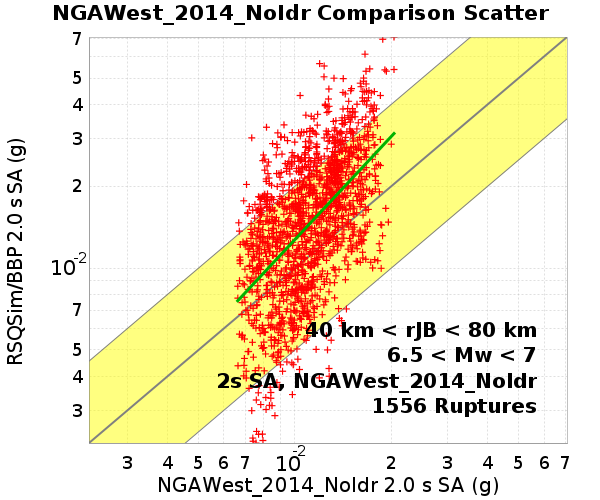 NGAWest_2014_NoIdr Comparison Scatter
RSQSim/BBP 2.0 s SA (g)
7
5
4
3
2
10-2
7
5
4
3
40 km < rJB < 80 km
6.5 < Mw < 7
2s SA, NGAWest_2014_NoIdr
1556 Ruptures
3 4 5 6 7 10-2 2 3 4 5 6 7
NGAWest_2014_NoIdr 2.0 s SA (g)